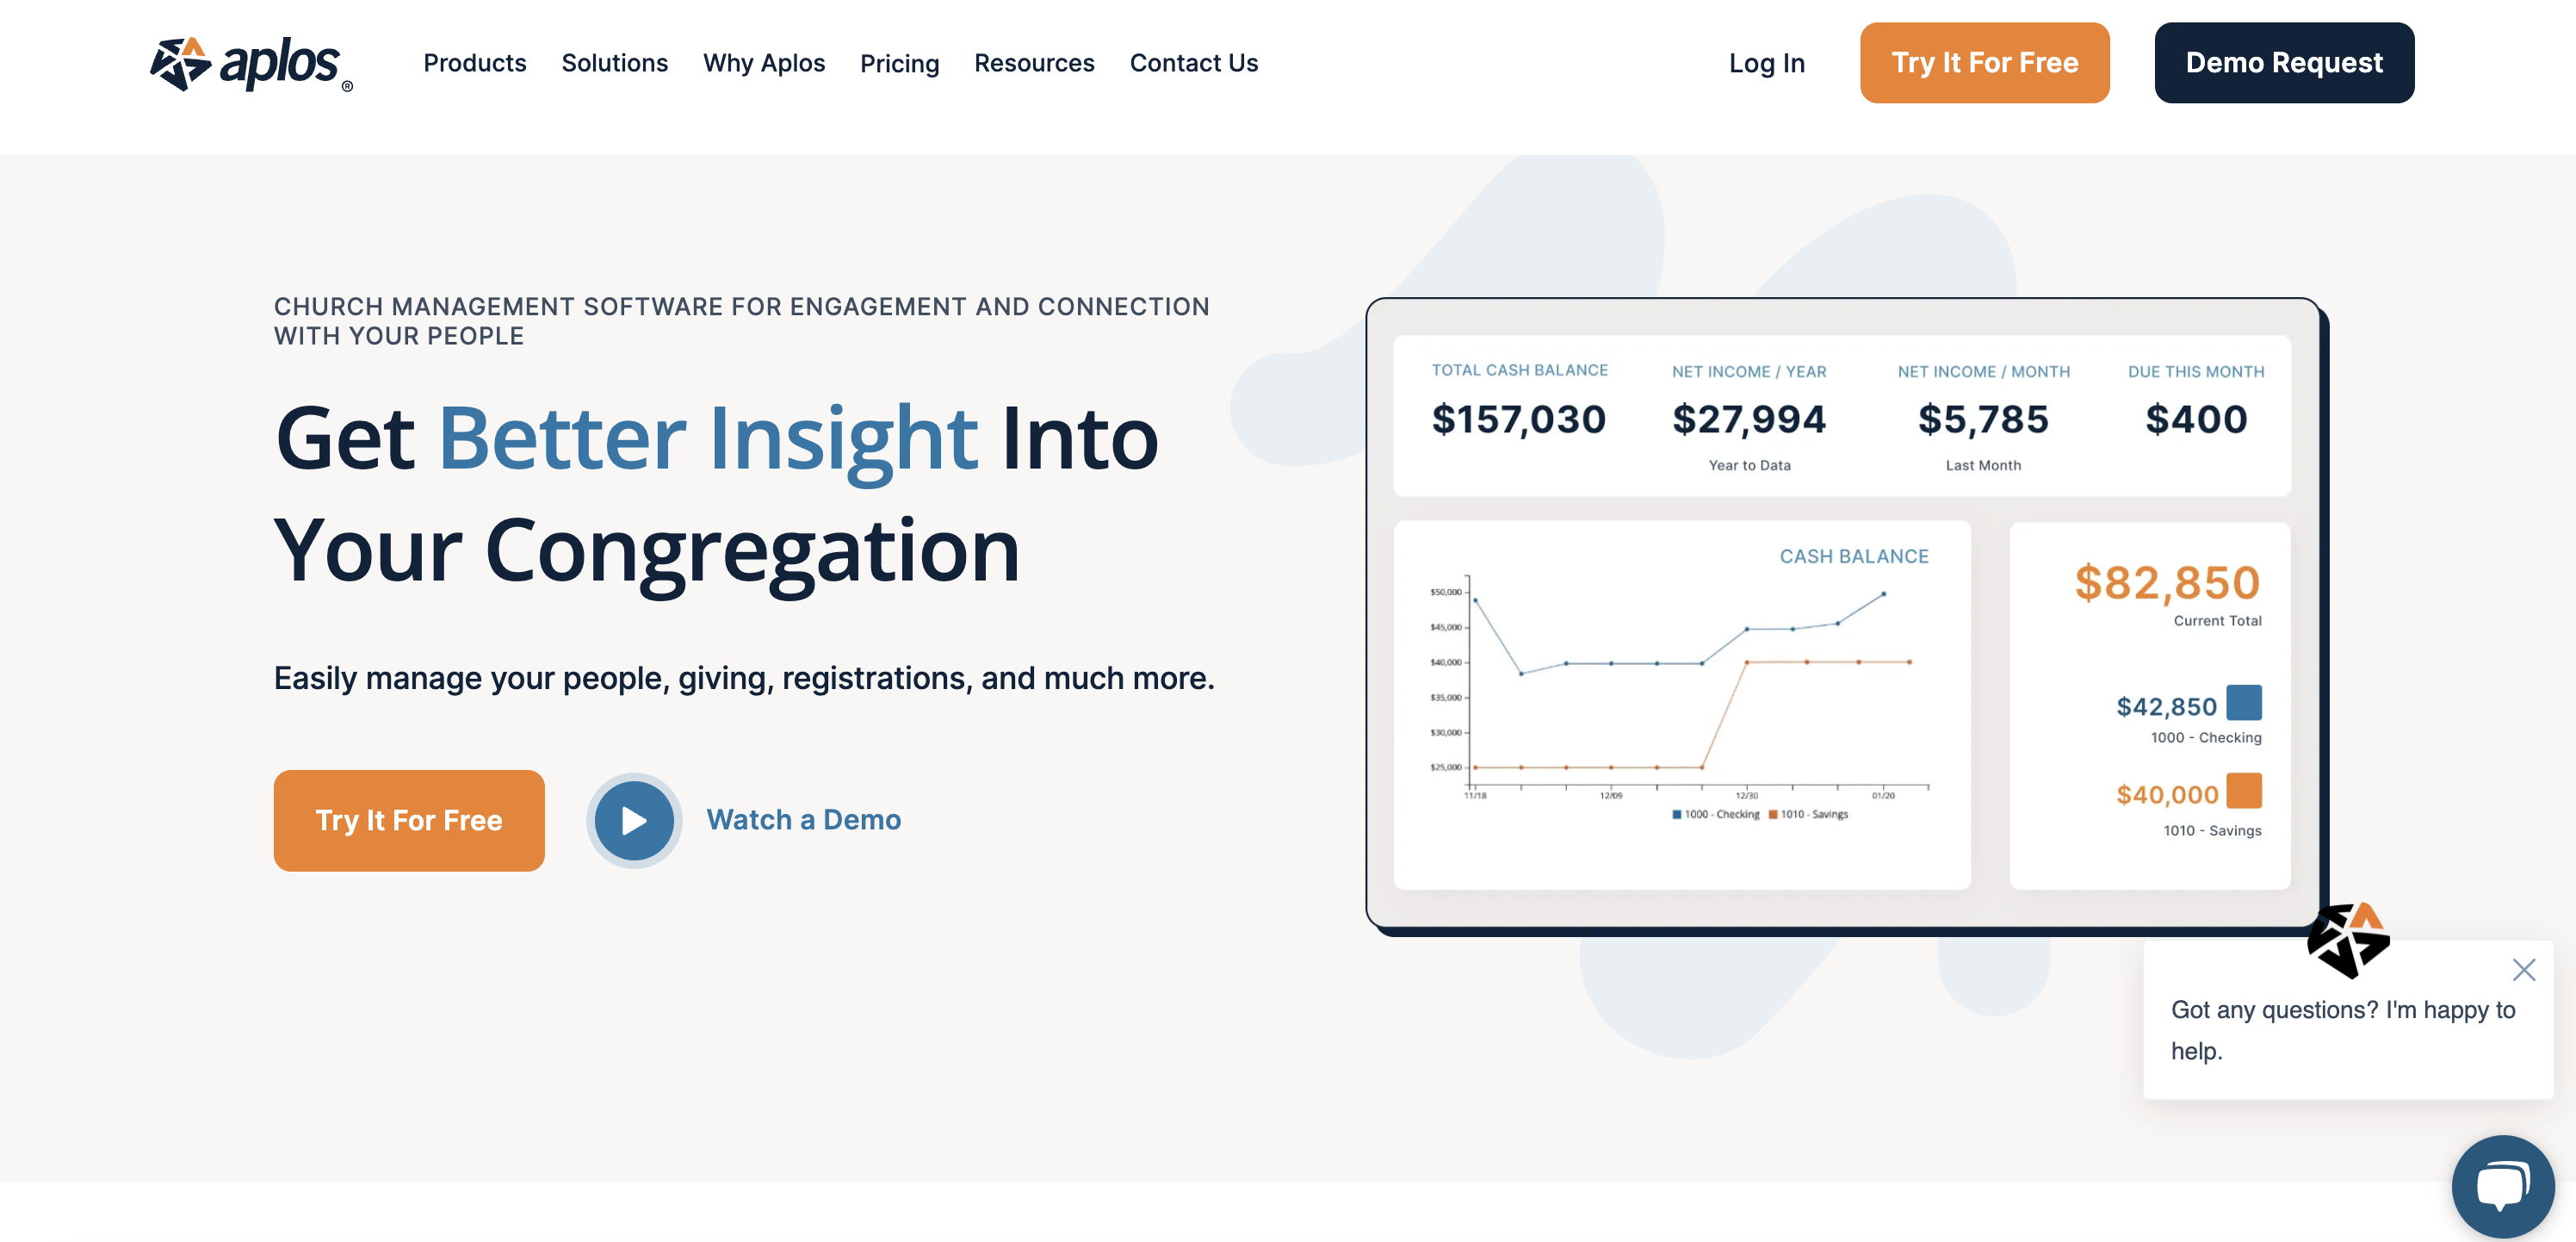 aplos®
Products
Solutions
Why Aplos
Pricing
Resources
Contact Us
Log In
Try It For Free
Demo Request
CHURCH MANAGEMENT SOFTWARE FOR ENGAGEMENT AND CONNECTION
WITH YOUR PEOPLE
Get Better Insight Into
Your Congregation
Easily manage your people, giving, registrations, and much more.
Try It For Free
Watch a Demo
TOTAL CASH BALANCE
$157,030
NET INCOME / YEAR
$27,994
Year to Data
NET INCOME / MONTH
$5,785
Last Month
DUE THIS MONTH
$400
CASH BALANCE
$50,000
$45,000
$40,000
$35,000
$30,000
$25,000
11/18
12/09
12/30
01/20
1000 - Checking
1010 - Savings
$82,850
Current Total
$42,850
1000 - Checking
$40,000
1010 - Savings
Got any questions? I'm happy to
help.